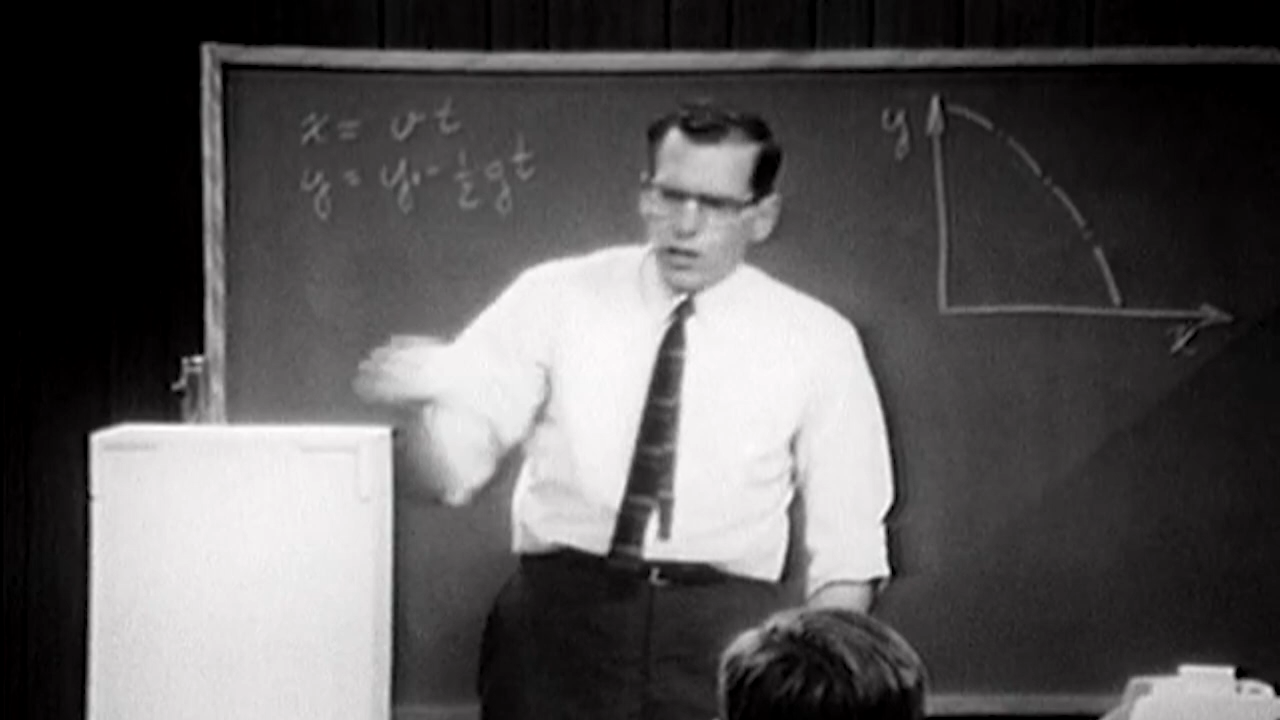 x = vt
y = y₀ - ½gt
y
x